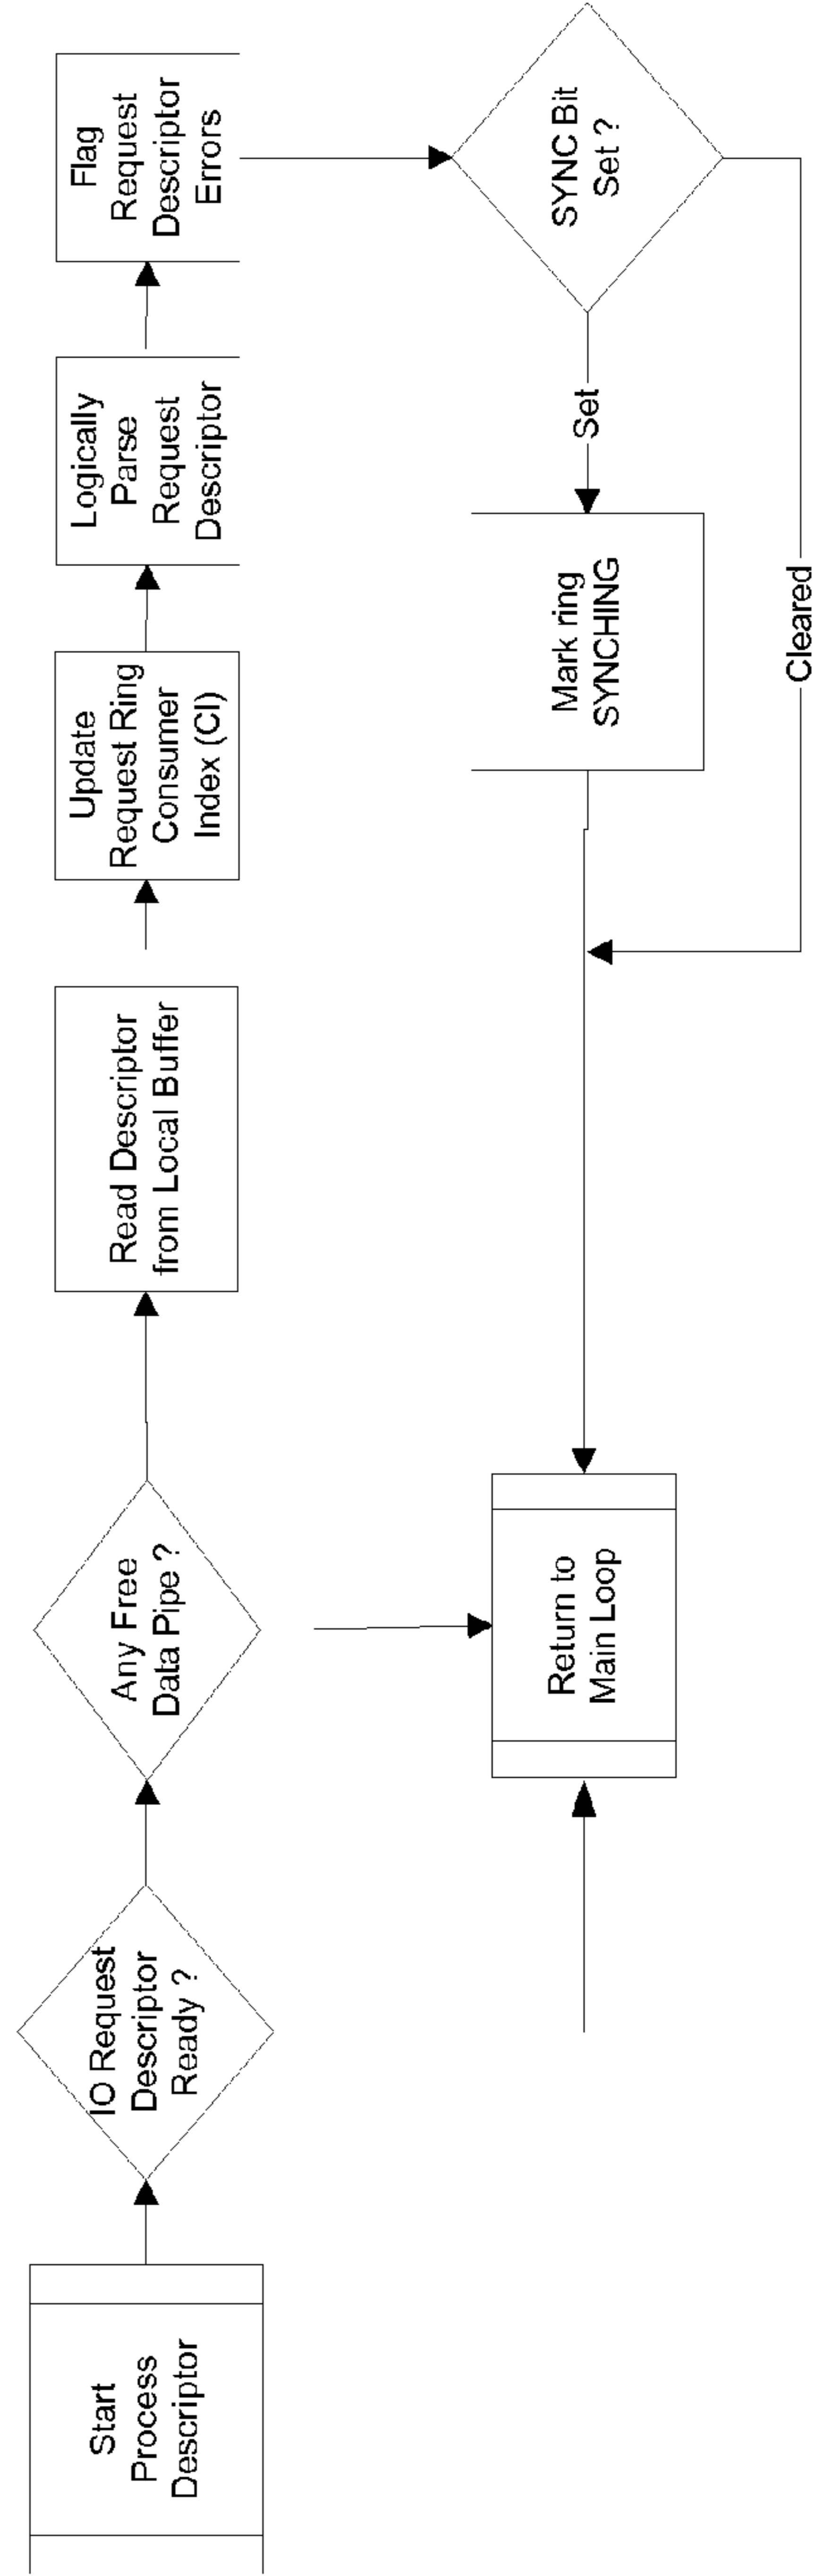 Start
Process
Descriptor
IO Request
Descriptor
Ready ?
Any Free
Data Pipe ?
Read Descriptor
from Local Buffer
Update
Request Ring
Consumer
Index (CI)
Logically
Parse
Request
Descriptor
Flag
Request
Descriptor
Errors
SYNC Bit
Set ?
Set
Mark ring
SYNCHING
Cleared
Return to
Main Loop